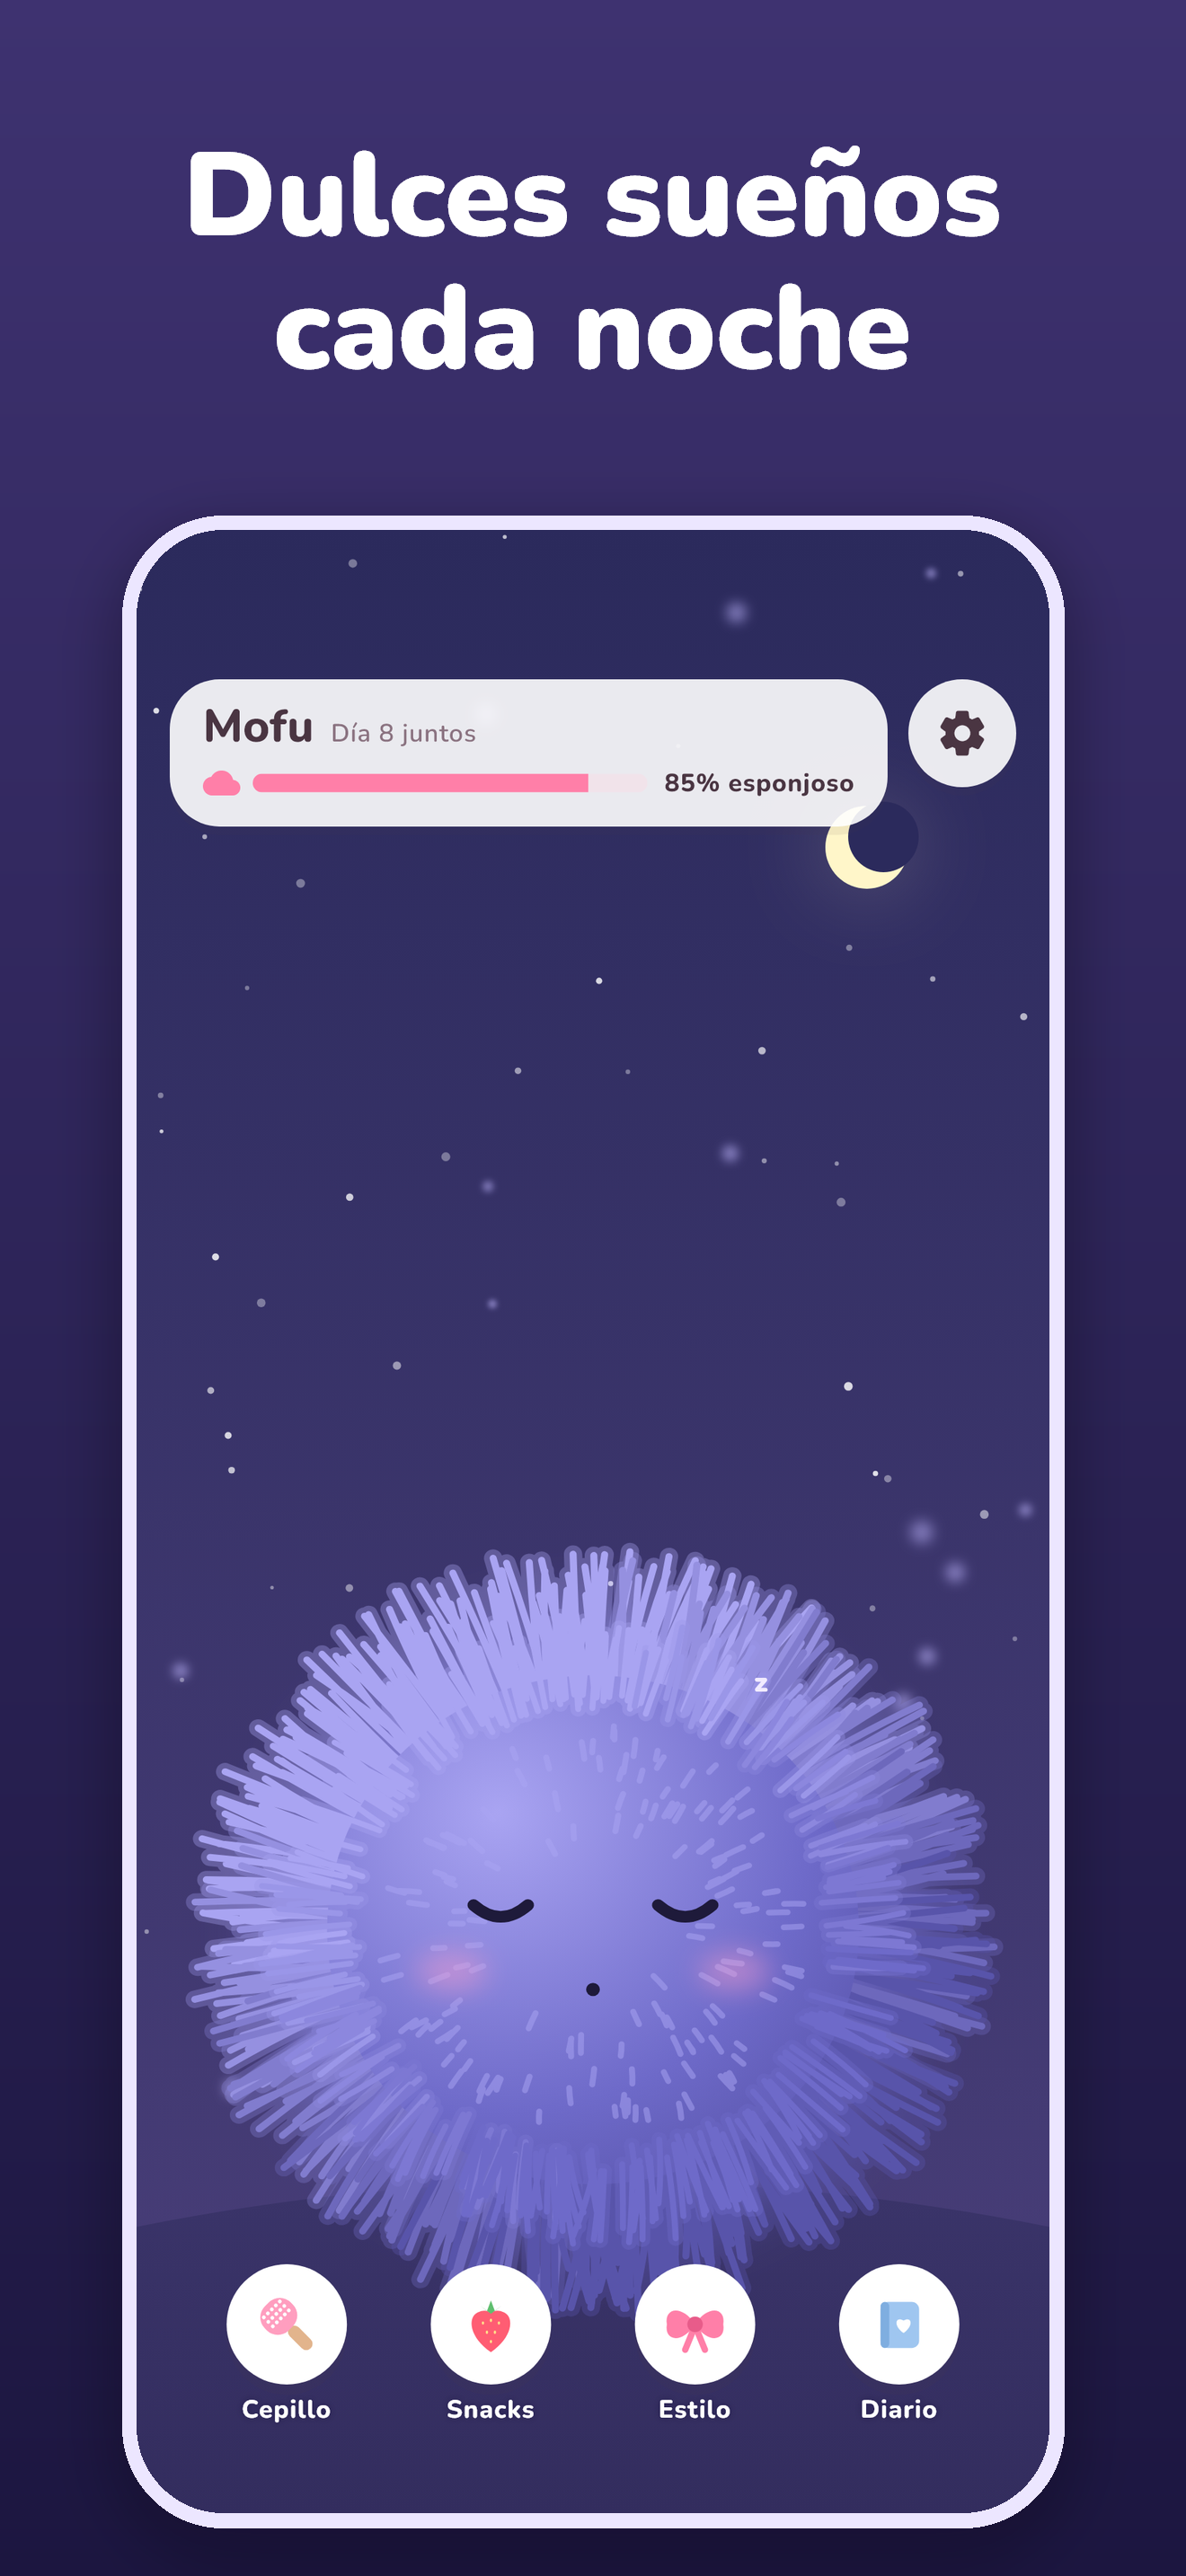 Dulces sueños
cada noche
Mofu Día 8 juntos
85% esponjoso
z
Cepillo Snacks Estilo Diario